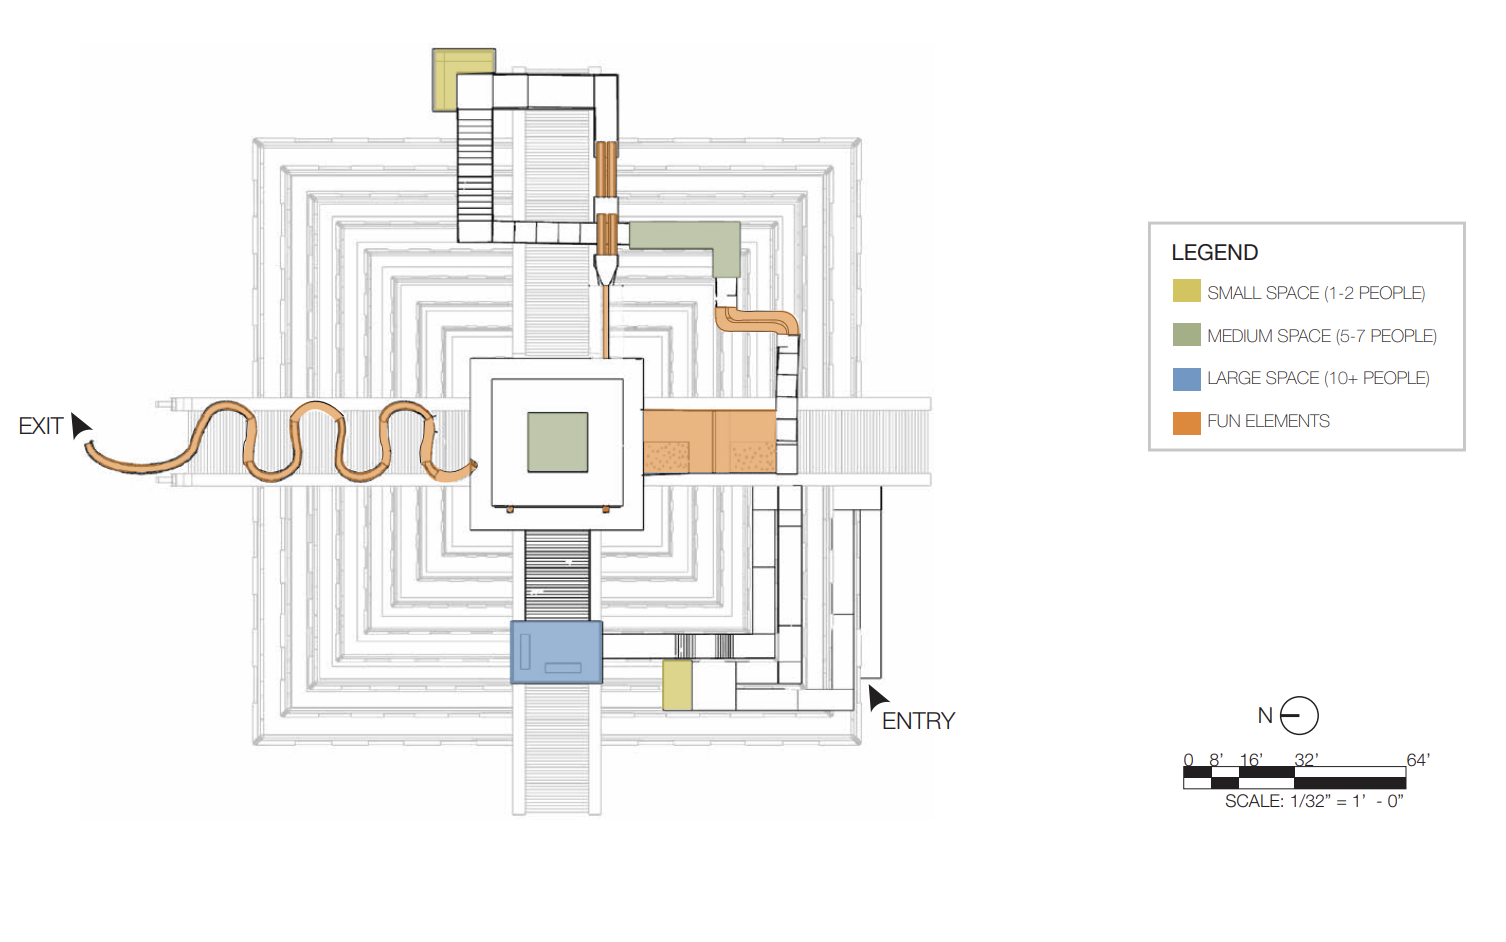 EXIT
ENTRY
LEGEND
SMALL SPACE (1-2 PEOPLE)
MEDIUM SPACE (5-7 PEOPLE)
LARGE SPACE (10+ PEOPLE)
FUN ELEMENTS
N
0 8’ 16’ 32’ 64’
SCALE: 1/32” = 1’ - 0”